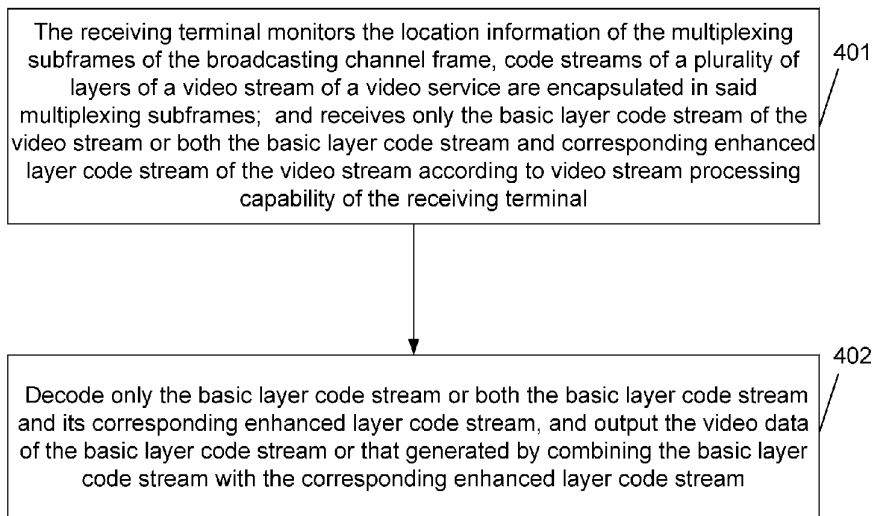 The receiving terminal monitors the location information of the multiplexing
subframes of the broadcasting channel frame, code streams of a plurality of
layers of a video stream of a video service are encapsulated in said
multiplexing subframes; and receives only the basic layer code stream of the
video stream or both the basic layer code stream and corresponding enhanced
layer code stream of the video stream according to video stream processing
capability of the receiving terminal
401
Decode only the basic layer code stream or both the basic layer code stream
and its corresponding enhanced layer code stream, and output the video data
of the basic layer code stream or that generated by combining the basic layer
code stream with the corresponding enhanced layer code stream
402